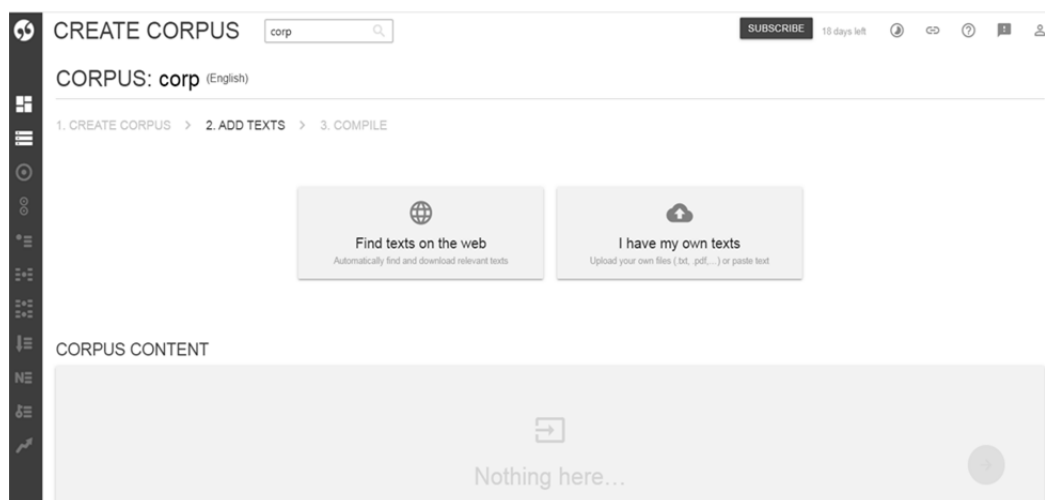 CREATE CORPUS
corp
SUBSCRIBE
18 days left
CORPUS: corp (English)
1. CREATE CORPUS > 2. ADD TEXTS > 3. COMPILE
Find texts on the web
Automatically find and download relevant texts
I have my own texts
Upload your own files (.txt, .pdf,...) or paste text
CORPUS CONTENT
Nothing here...